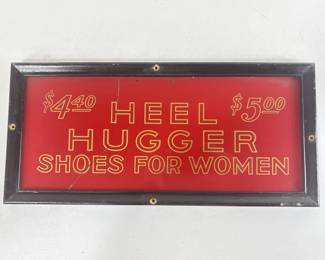 $4.40 HEEL $5.00
HUGGER
SHOES FOR WOMEN